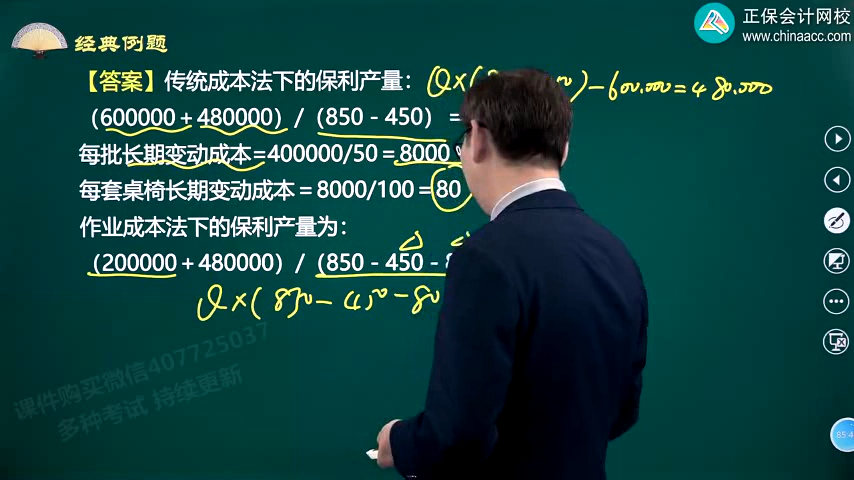 正保会计网校
www.chinaacc.com
经典例题
【答案】传统成本法下的保利产量：
-600.000=480.000
（600000＋480000）/（850－450）＝
每批长期变动成本＝400000/50＝8000
每套桌椅长期变动成本＝8000/100＝80
作业成本法下的保利产量为：
（200000＋480000）/（850－450－
Q×(850-450-80
课件购买微信407725037
多种考试 持续更新